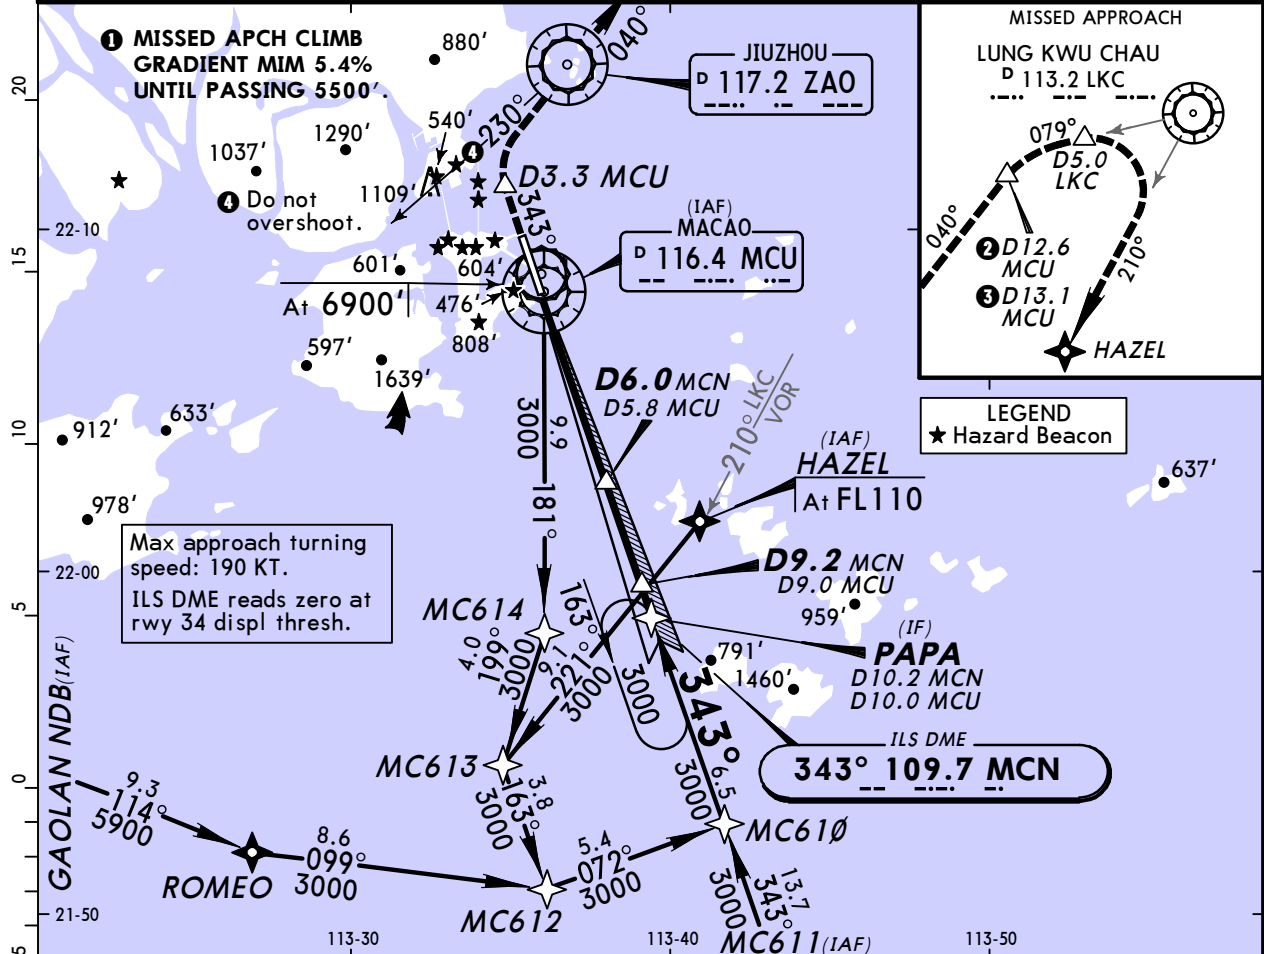 ❶ MISSED APCH CLIMB
GRADIENT MIM 5.4%
UNTIL PASSING 5500'.
880'
040°
JIUZHOU
D 117.2 ZAO
MISSED APPROACH
LUNG KWU CHAU
D 113.2 LKC
079°
D5.0
LKC
040°
❷ D12.6
MCU
❸ D13.1
MCU
210°
HAZEL
20
1290'
1037'
540'
230°
❹
1109'
❹ Do not
overshoot.
D3.3 MCU
343°
(IAF)
MACAO
D 116.4 MCU
22-10
15
601'
604'
At 6900'
476'
808'
597'
1639'
D6.0 MCN
D5.8 MCU
LEGEND
★ Hazard Beacon
210° LKC
VOR
(IAF)
HAZEL
At FL110
637'
633'
912'
10
978'
9.9
3000
181°
Max approach turning
speed: 190 KT.
ILS DME reads zero at
rwy 34 displ thresh.
22-00
5
D9.2 MCN
D9.0 MCU
959'
MC614
163°
3000
4.0
199°
3000
9.1
221°
3000
(IF)
PAPA
D10.2 MCN
D10.0 MCU
791'
1460'
343°
ILS DME
343° 109.7 MCN
MC613
6.5
3000
3.8
163°
3000
GAOLAN NDB (IAF)
0
9.3
114°
5900
ROMEO
8.6
099°
3000
MC612
5.4
072°
3000
MC610
13.7
343°
3000
MC611 (IAF)
21-50
5
113-30
113-40
113-50